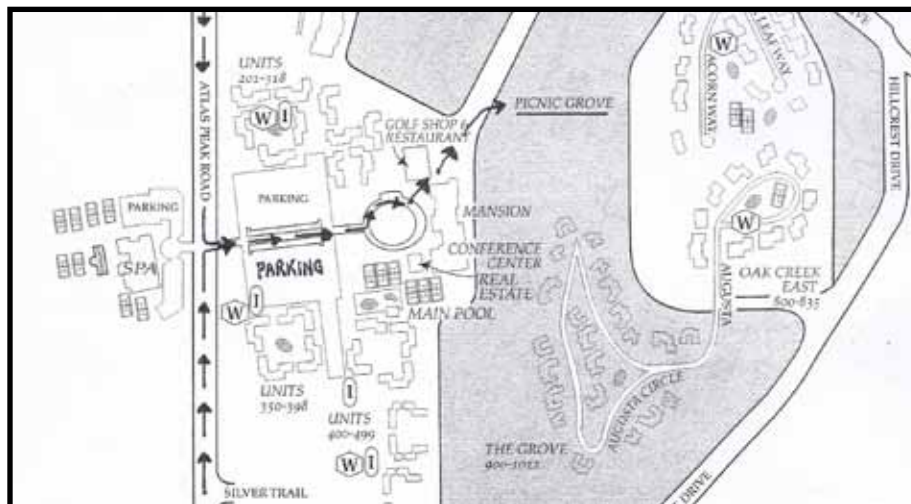 UNITS
201-318
W
I
GOLF SHOP &
RESTAURANT
PICNIC GROVE
ATLAS PEAK ROAD
PARKING
PARKING
SPA
PARKING
MANSION
CONFERENCE
CENTER
REAL
ESTATE
MAIN POOL
W
I
UNITS
350-398
I
UNITS
400-499
W
I
SILVER TRAIL
W
LEAF WAY
ACORN WAY
HILLCREST DRIVE
W
AUGUSTA
OAK CREEK
EAST
800-835
AUGUSTA CIRCLE
THE GROVE
900-1012
DRIVE